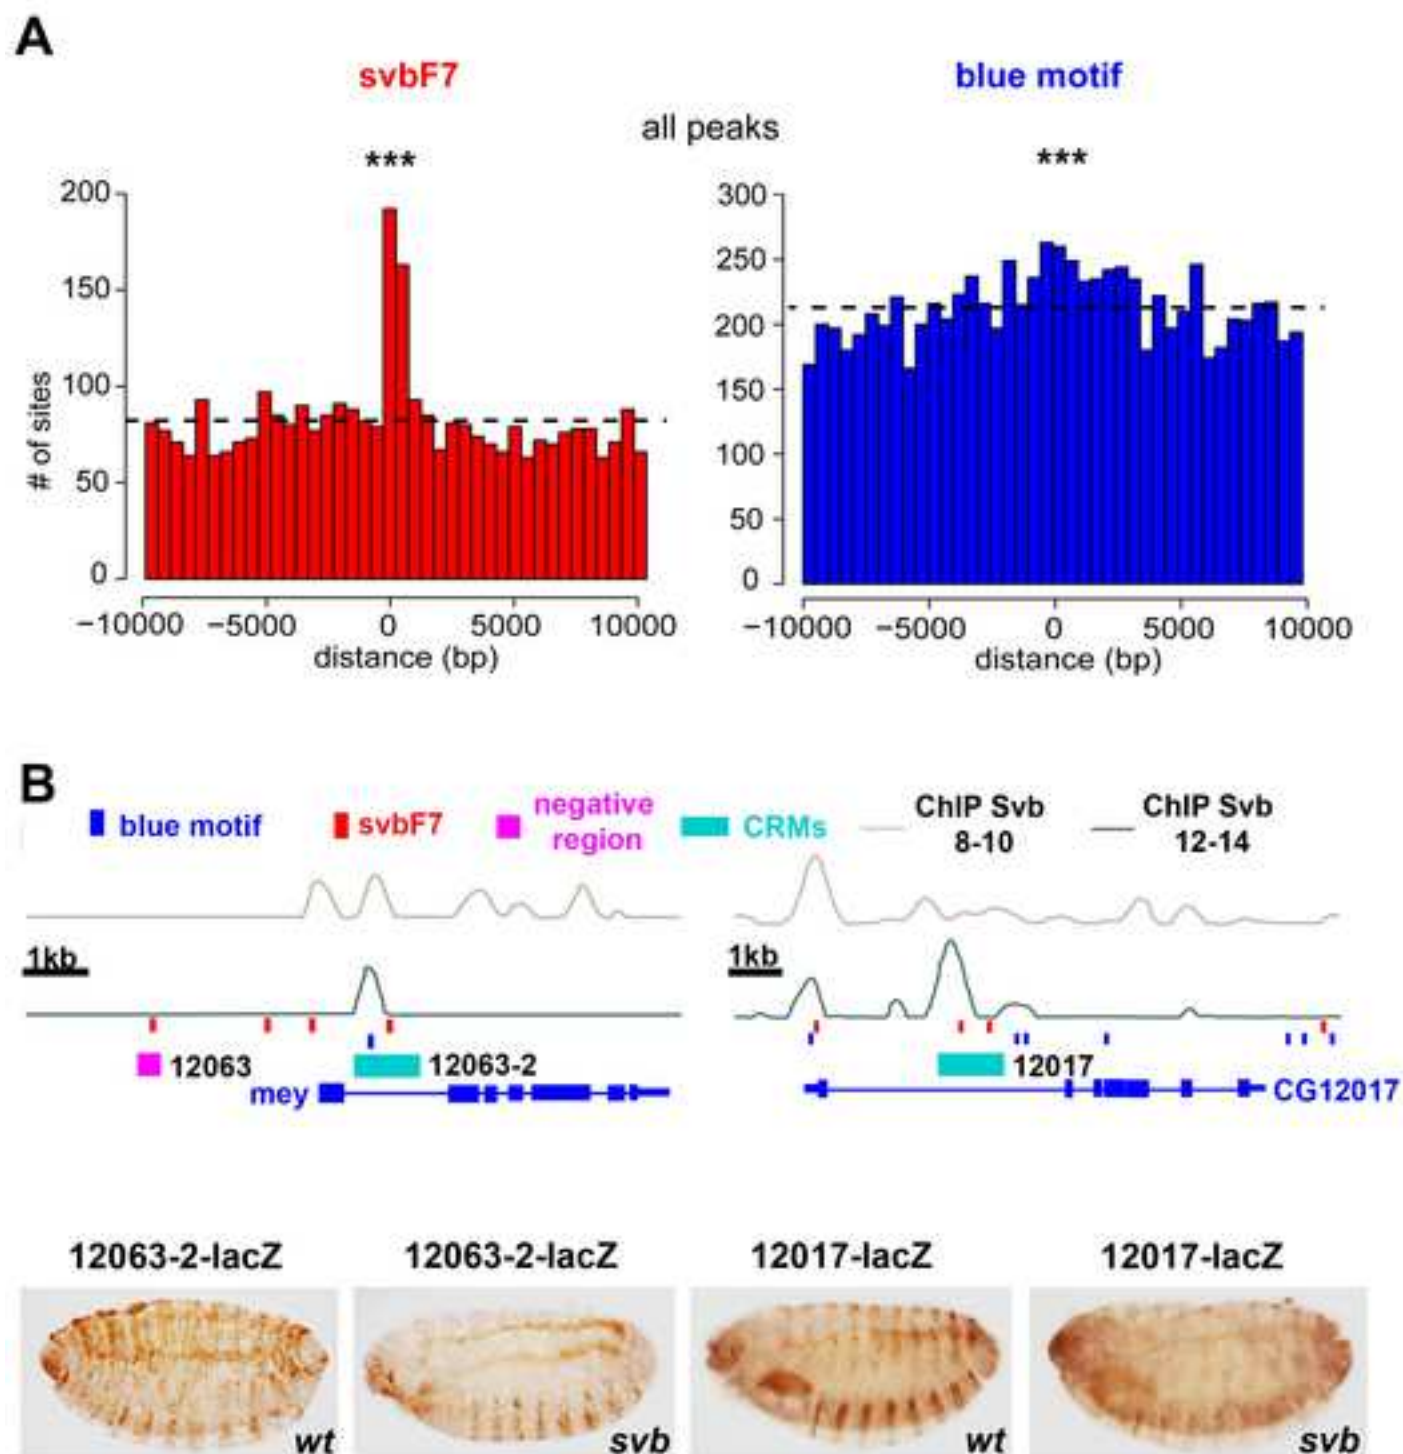 A
svbF7
blue motif
all peaks
***
***
200
150
100
50
0
# of sites
−10000 −5000 0 5000 10000
distance (bp)
300
250
200
150
100
50
0
−10000 −5000 0 5000 10000
distance (bp)
B
blue motif
svbF7
negative
region
CRMs
ChIP Svb
8-10
ChIP Svb
12-14
1kb
12063
12063-2
mey
1kb
12017
CG12017
12063-2-lacZ
12063-2-lacZ
12017-lacZ
12017-lacZ
wt
svb
wt
svb